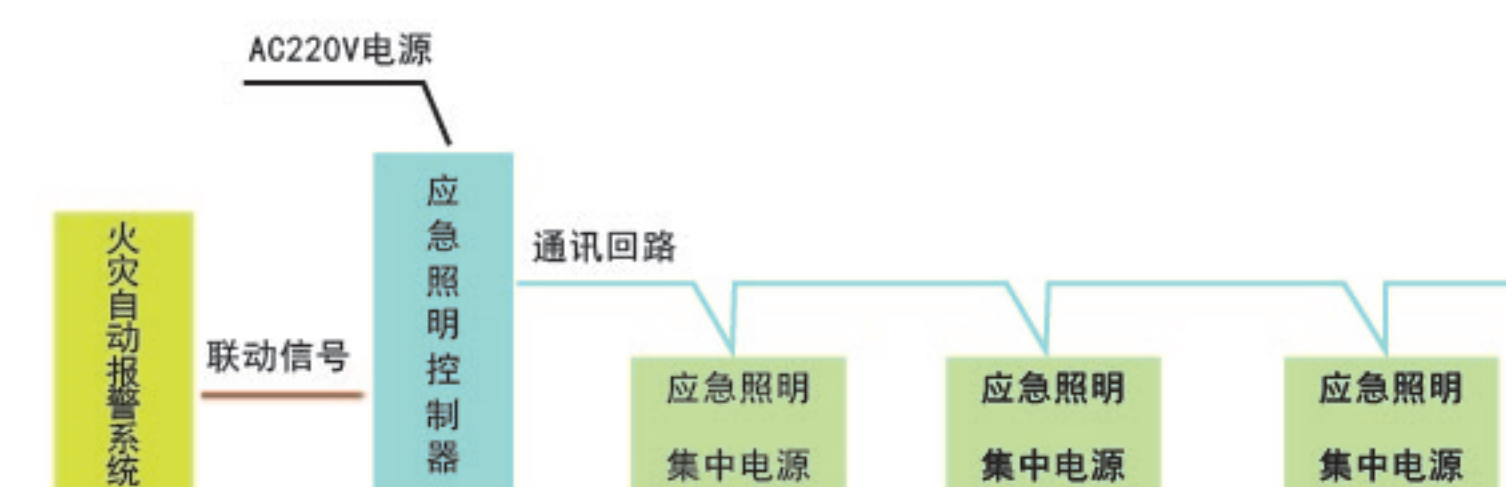 AC220V电源
火灾自动报警系统
联动信号
应急照明控制器
通讯回路
应急照明
集中电源
应急照明
集中电源
应急照明
集中电源